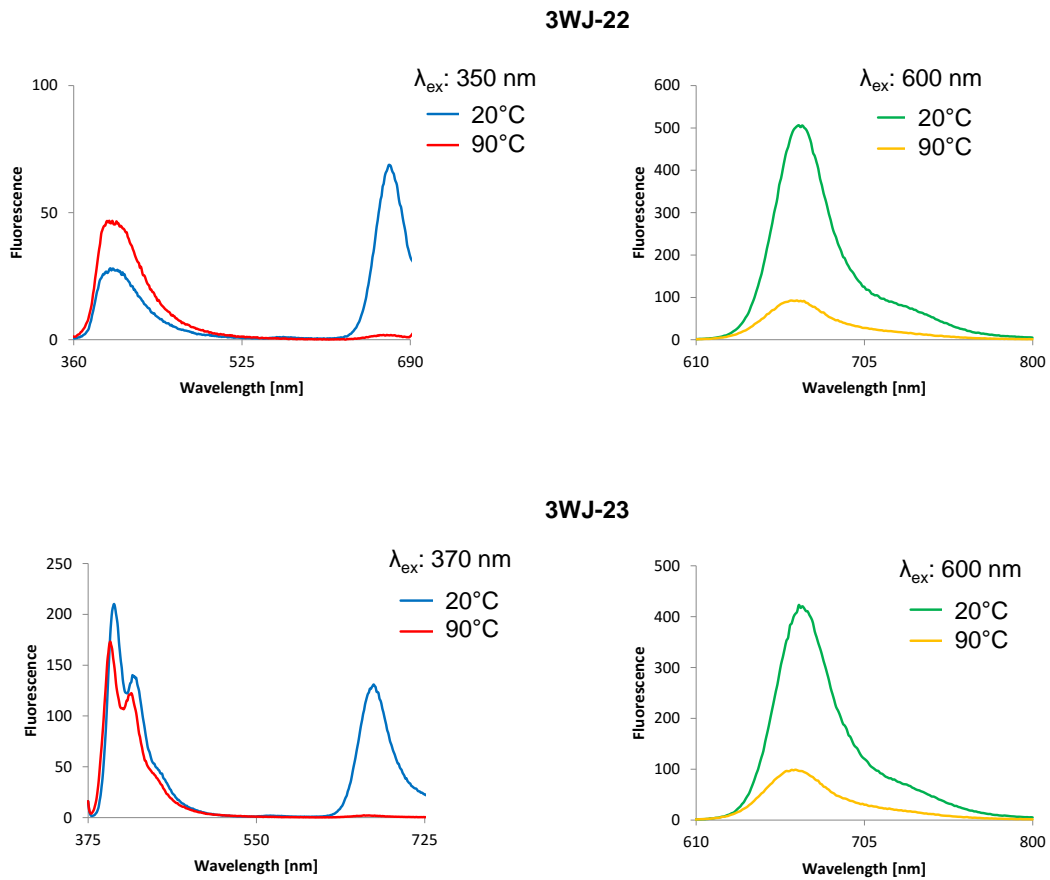 3WJ-22
λex: 350 nm
20°C
90°C
100
50
0
360
525
690
Fluorescence
Wavelength [nm]
λex: 600 nm
20°C
90°C
600
500
400
300
200
100
0
610
705
800
Fluorescence
Wavelength [nm]
3WJ-23
λex: 370 nm
20°C
90°C
250
200
150
100
50
0
375
550
725
Fluorescence
Wavelength [nm]
λex: 600 nm
20°C
90°C
500
400
300
200
100
0
610
705
800
Fluorescence
Wavelength [nm]